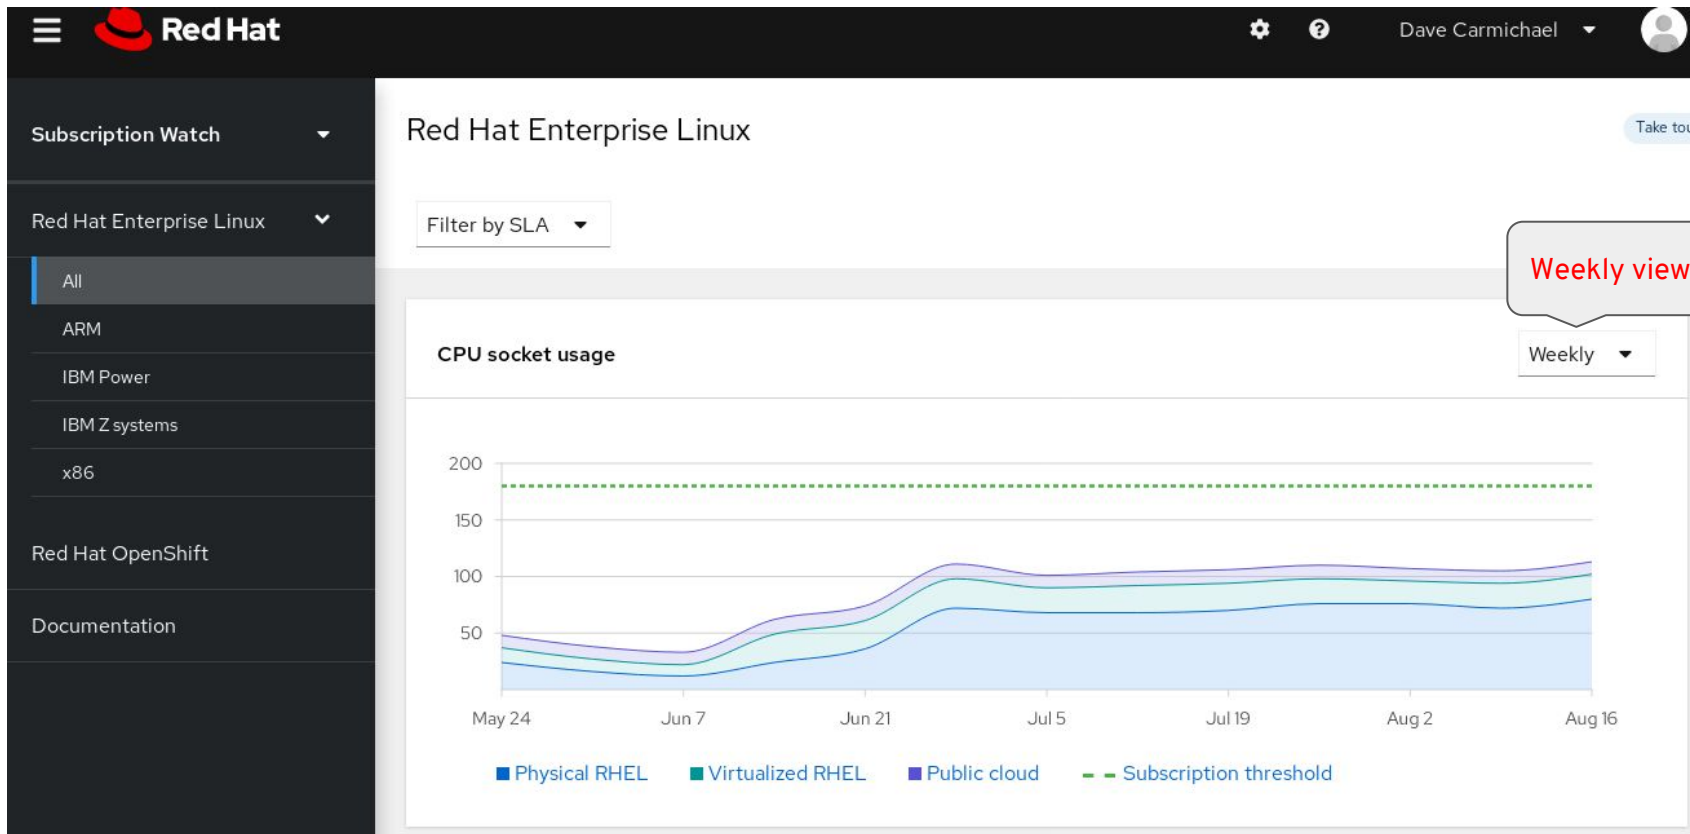 Red Hat
Dave Carmichael
Subscription Watch
Red Hat Enterprise Linux
All
ARM
IBM Power
IBM Z systems
x86
Red Hat OpenShift
Documentation
Red Hat Enterprise Linux
Take tou
Filter by SLA
Weekly view
CPU socket usage
Weekly
200
150
100
50
May 24 Jun 7 Jun 21 Jul 5 Jul 19 Aug 2 Aug 16
Physical RHEL Virtualized RHEL Public cloud Subscription threshold